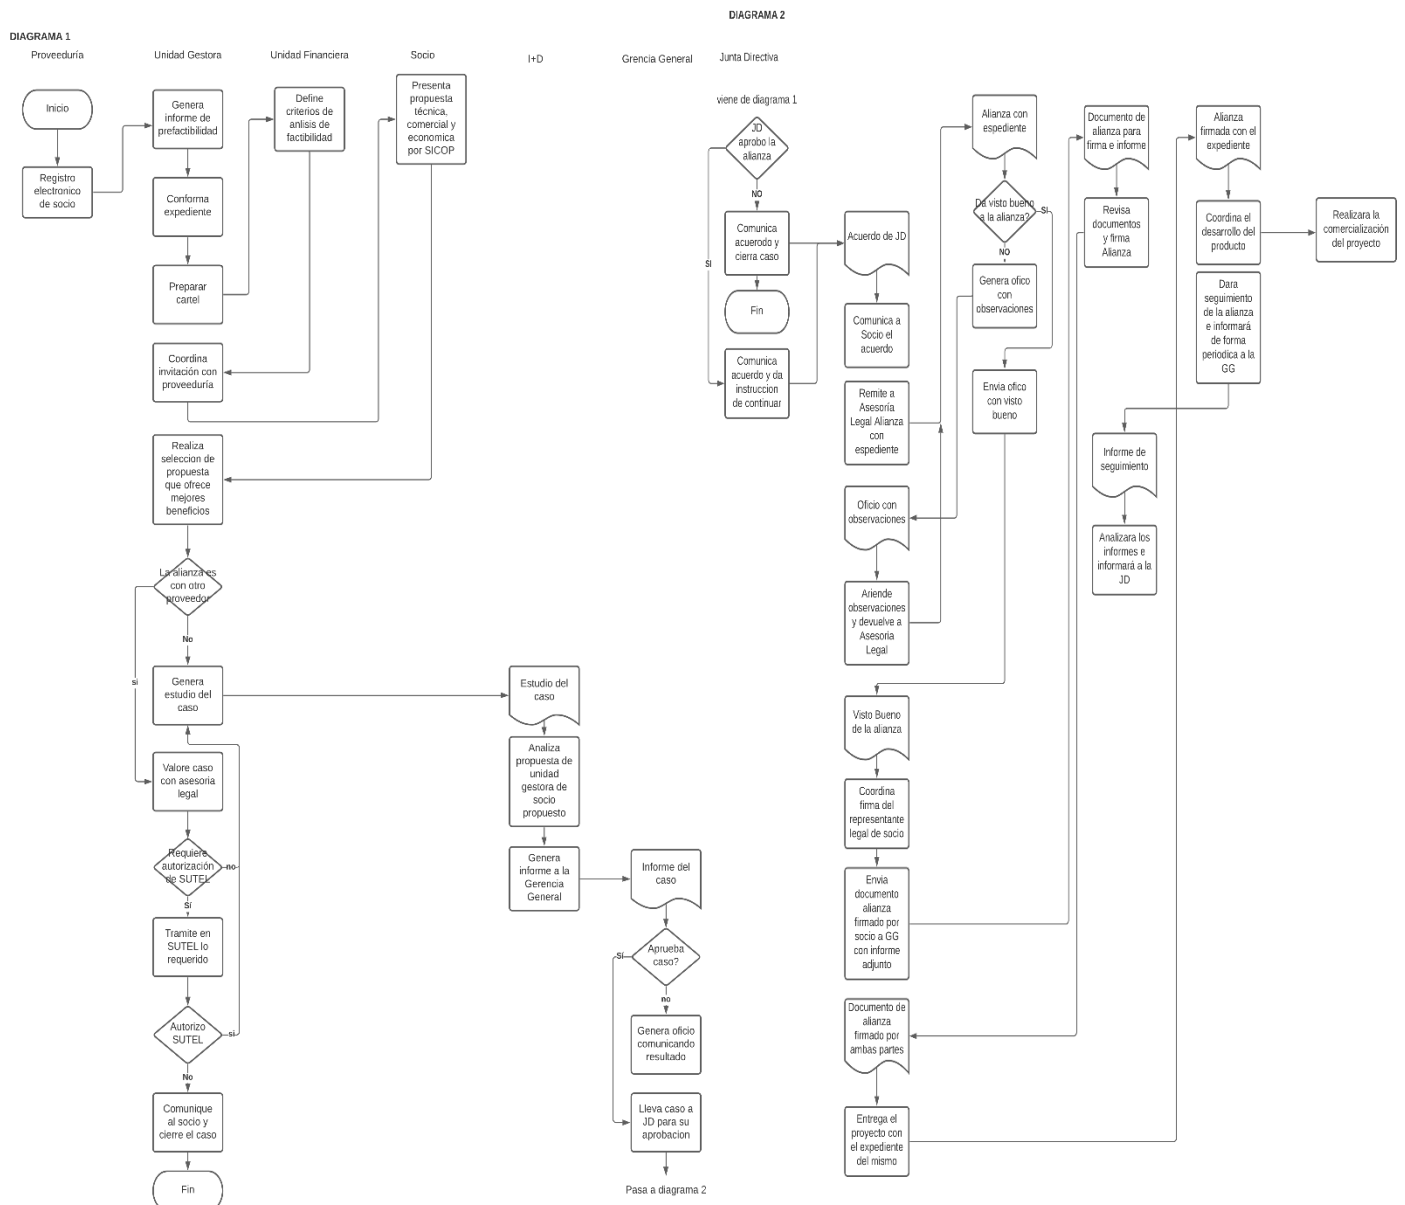 DIAGRAMA 1
Proveeduría
Unidad Gestora
Unidad Financiera
Socio
I+D
Grencia General
Inicio
Registro
electronico
de socio
Genera
informe de
prefactibilidad
Conforma
expediente
Preparar
cartel
Define
criterios de
anlisis de
factibilidad
Coordina
invitación con
proveeduría
Presenta
propuesta
técnica,
comercial y
economica
por SICOP
Realiza
seleccion de
propuesta
que ofrece
mejores
beneficios
La alianza es
con otro
proveedor
No
si
Genera
estudio del
caso
Valore caso
con asesoria
legal
Requiere
autorización
de SUTEL
no
Sí
Tramite en
SUTEL lo
requerido
Autorizo
SUTEL
si
No
Comunique
al socio y
cierre el caso
Fin
Estudio del
caso
Analiza
propuesta de
unidad
gestora de
socio
propuesto
Genera
informe a la
Gerencia
General
Informe del
caso
Aprueba
caso?
Sí
no
Genera oficio
comunicando
resultado
Lleva caso a
JD para su
aprobacion
Pasa a diagrama 2
DIAGRAMA 2
Junta Directiva
viene de diagrama 1
JD
aprobo la
alianza
NO
SI
Comunica
acuerodo y
cierra caso
Fin
Comunica
acuerdo y da
instruccion
de continuar
Acuerdo de JD
Comunica a
Socio el
acuerdo
Remite a
Asesoría
Legal Alianza
con
espediente
Alianza con
espediente
Da visto bueno
a la alianza?
SI
NO
Genera ofico
con
observaciones
Envia ofico
con visto
bueno
Oficio con
observaciones
Ariende
observaciones
y devuelve a
Asesoria
Legal
Visto Bueno
de la alianza
Coordina
firma del
representante
legal de socio
Envia
documento
alianza
firmado por
socio a GG
con informe
adjunto
Documento de
alianza para
firma e informe
Revisa
documentos
y firma
Alianza
Documento de
alianza
firmado por
ambas partes
Entrega el
proyecto con
el expediente
del mismo
Alianza
firmada con el
expediente
Coordina el
desarrollo del
producto
Realizara la
comercialización
del proyecto
Dara
seguimiento
de la alianza
e informará
de forma
periodica a la
GG
Informe de
seguimiento
Analizara los
informes e
informará a la
JD